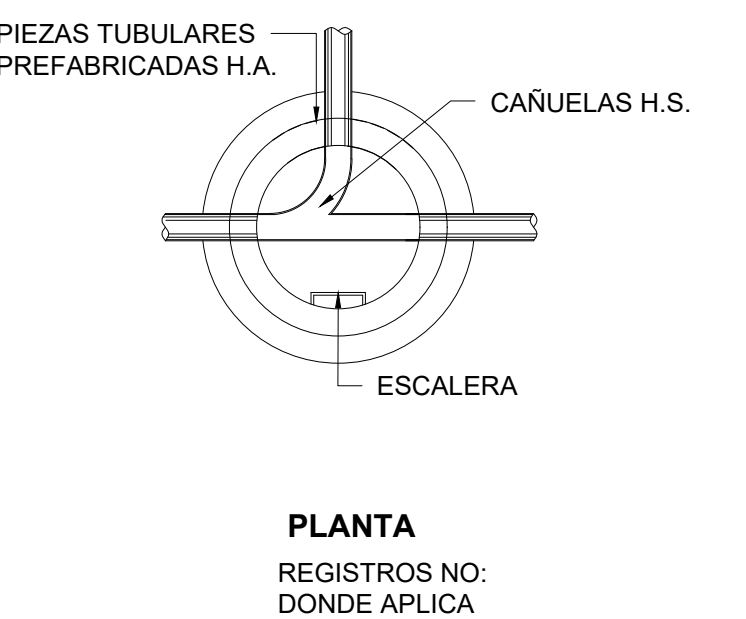 PIEZAS TUBULARES
PREFABRICADAS H.A.
CAÑUELAS H.S.
ESCALERA
PLANTA
REGISTROS NO:
DONDE APLICA